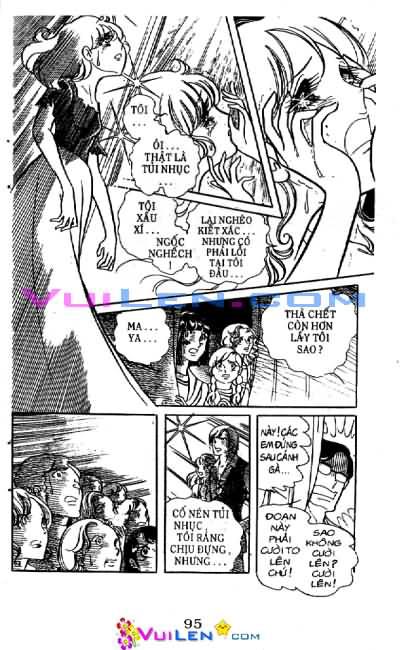 TÔI
...
ÔI...
THẬT LÀ
TỦI NHỤC
...
TÔI
XẤU
XÍ...
NGỐC
NGHẾCH
!
LẠI NGHÈO
KIẾT XÁC...
NHƯNG CÓ
PHẢI LỖI
TẠI TÔI
ĐÂU...
VuiLen.com
MA...
YA...
THÀ CHẾT
CÒN HƠN
LẤY TÔI
SAO?
CỐ NÉN TỦI
NHỤC...
TÔI RÁNG
CHỊU ĐỰNG,
NHƯNG...
NÀY! CÁC
EM ĐỨNG
SAU CÁNH
GÀ...
ĐOẠN
NÀY
PHẢI
CƯỜI TO
LÊN
CHỨ!
SAO
KHÔNG
CƯỜI
LÊN?
CƯỜI
LÊN!
95
VuiLen.com